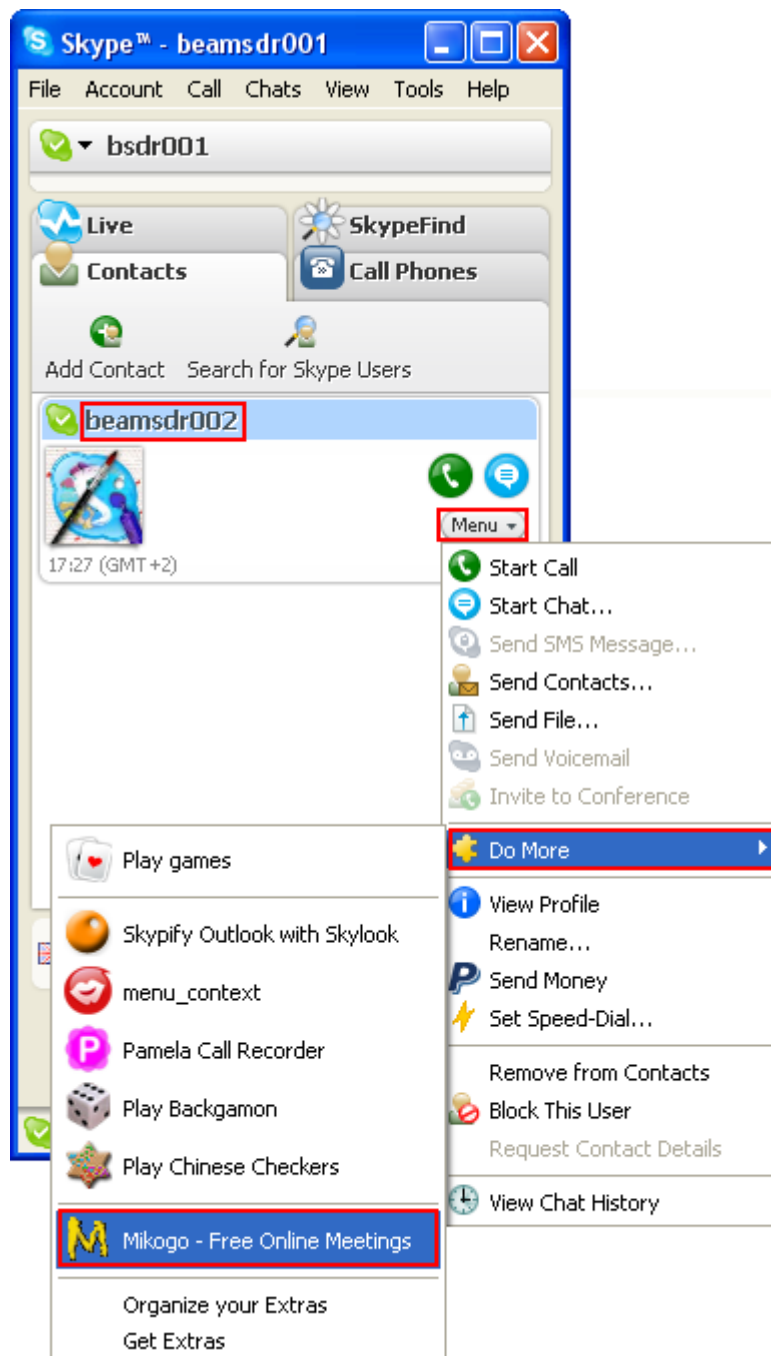 Skype™ - beamsdr001
File Account Call Chats View Tools Help
bsdr001
Live SkypeFind
Contacts Call Phones
Add Contact Search for Skype Users
beamsdr002
Menu
17:27 (GMT+2)
Start Call
Start Chat...
Send SMS Message...
Send Contacts...
Send File...
Send Voicemail
Invite to Conference
Do More
View Profile
Rename...
Send Money
Set Speed-Dial...
Remove from Contacts
Block This User
Request Contact Details
View Chat History
Play games
Skypify Outlook with Skylook
menu_context
Pamela Call Recorder
Play Backgamon
Play Chinese Checkers
Mikogo - Free Online Meetings
Organize your Extras
Get Extras